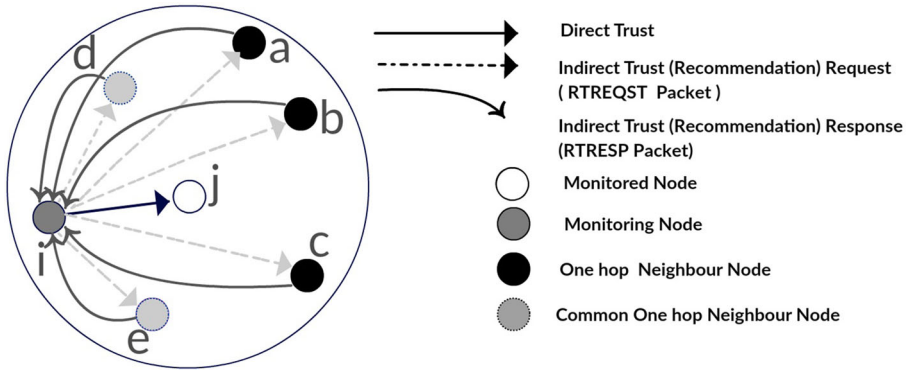 d
a
b
j
i
c
e
Direct Trust
Indirect Trust (Recommendation) Request
( RTREQST Packet )
Indirect Trust (Recommendation) Response
(RTRESP Packet)
Monitored Node
Monitoring Node
One hop Neighbour Node
Common One hop Neighbour Node